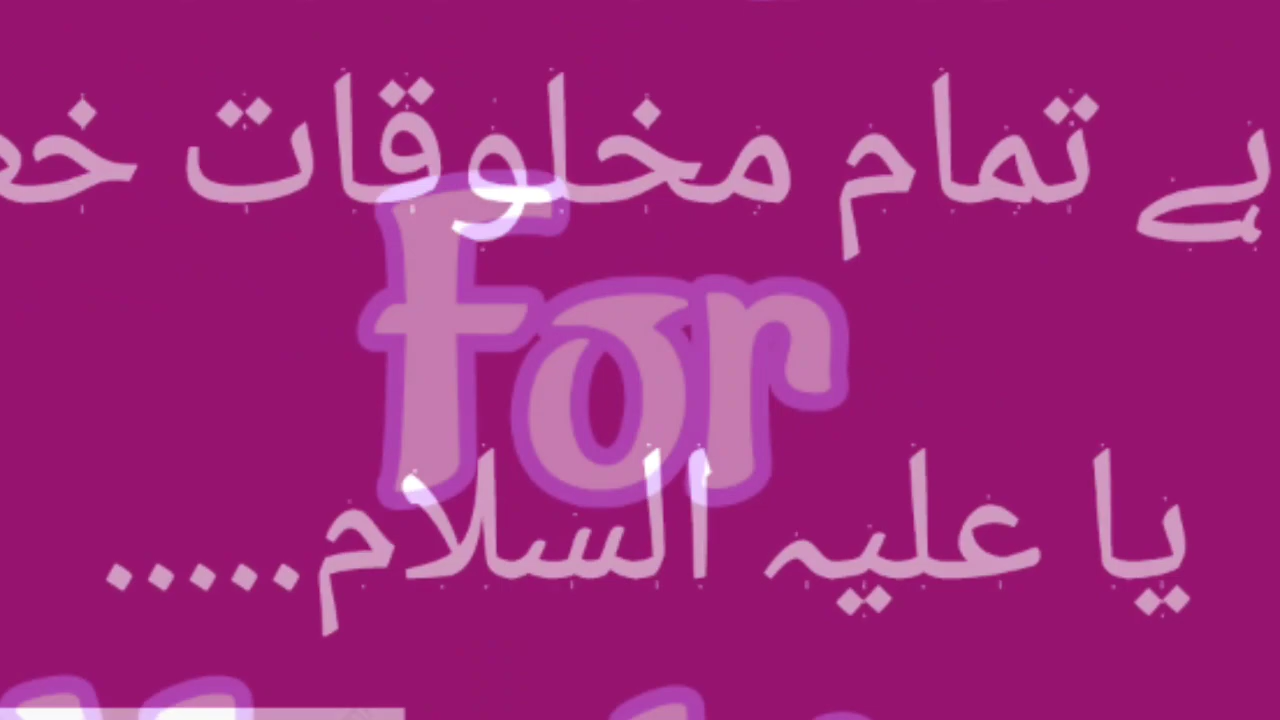 ہے تمام مخلوقات
For
یا علیہ السلام.....